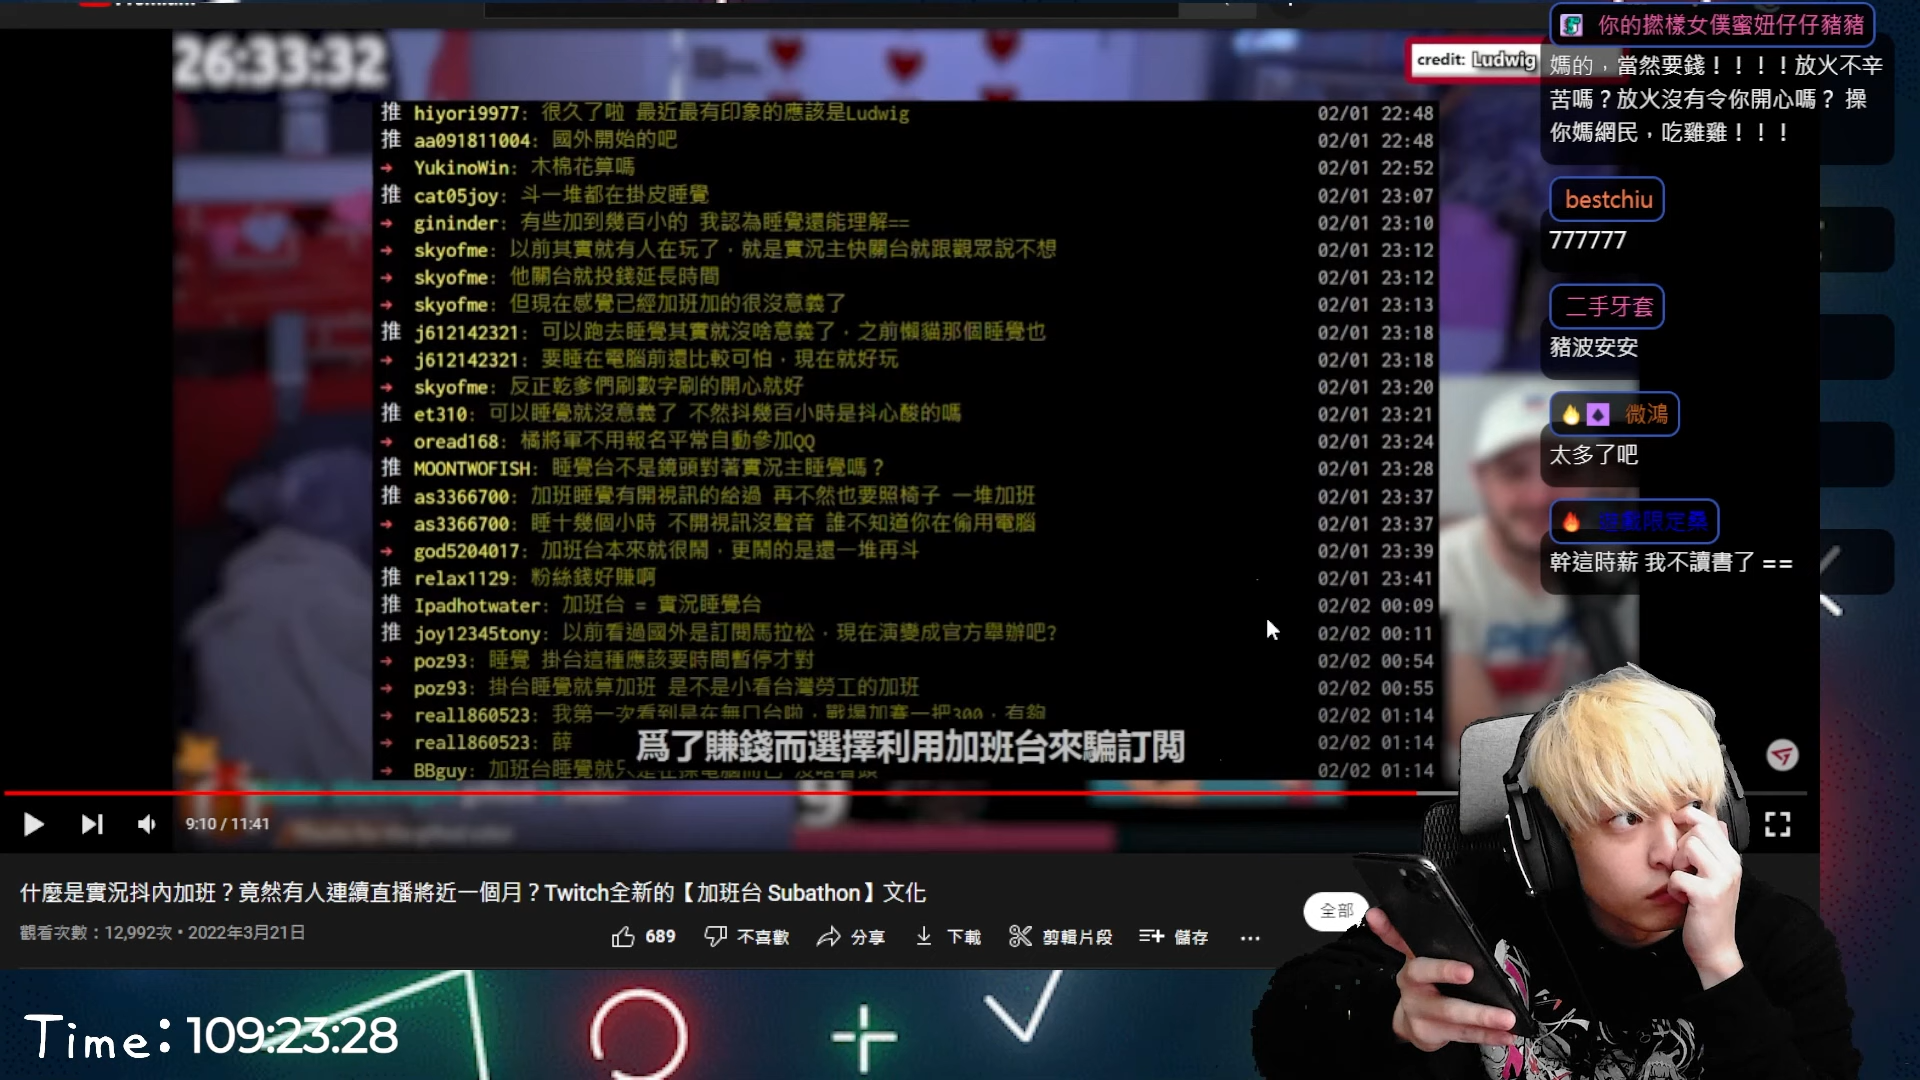 26:33:32
credit: Ludwig
推 hiyori9977: 很久了啦 最近最有印象的應該是Ludwig 02/01 22:48
推 aa091811004: 國外開始的吧 02/01 22:48
→ YukinoWin: 木棉花算嗎 02/01 22:52
推 cat05joy: 斗一堆都在掛皮睡覺 02/01 23:07
→ gininder: 有些加到幾百小的 我認為睡覺還能理解== 02/01 23:10
→ skyofme: 以前其實就有人在玩了，就是實況主快關台就跟觀眾說不想 02/01 23:12
→ skyofme: 他關台就投錢延長時間 02/01 23:12
→ skyofme: 但現在感覺已經加班加的很沒意義了 02/01 23:13
推 j612142321: 可以跑去睡覺其實就沒啥意義了，之前懶貓那個睡覺也 02/01 23:18
→ j612142321: 要睡在電腦前還比較可怕，現在就好玩 02/01 23:18
→ skyofme: 反正乾爹們刷數字刷的開心就好 02/01 23:20
推 et310: 可以睡覺就沒意義了 不然抖幾百小時是抖心酸的嗎 02/01 23:21
→ oread168: 橘將軍不用報名平常自動參加QQ 02/01 23:24
推 MOONTWOFISH: 睡覺台不是鏡頭對著實況主睡覺嗎？ 02/01 23:28
推 as3366700: 加班睡覺有開視訊的給過 再不然也要照椅子 一堆加班 02/01 23:37
→ as3366700: 睡十幾個小時 不開視訊沒聲音 誰不知道你在偷用電腦 02/01 23:37
→ god5204017: 加班台本來就很鬧，更鬧的是還一堆再斗 02/01 23:39
推 relax1129: 粉絲錢好賺啊 02/01 23:41
推 Ipadhotwater: 加班台 = 實況睡覺台 02/02 00:09
推 joy12345tony: 以前看過國外是訂閱馬拉松，現在演變成官方舉辦吧? 02/02 00:11
→ poz93: 睡覺 掛台這種應該要時間暫停才對 02/02 00:54
→ poz93: 掛台睡覺就算加班 是不是小看台灣勞工的加班 02/02 00:55
→ reall860523: 我第一次看到是在無口台啦，戰場加賽一把300，有夠 02/02 01:14
→ reall860523: 薛 02/02 01:14
→ BBguy: 加班台睡覺就只是在 02/02 01:14
爲了賺錢而選擇利用加班台來騙訂閱
9:10 / 11:41
什麼是實況抖內加班？竟然有人連續直播將近一個月？Twitch全新的【加班台 Subathon】文化
觀看次數：12,992次 • 2022年3月21日
689 不喜歡 分享 下載 剪輯片段 儲存
全部
Time: 109:23:28
你的撚樣女僕蜜妞仔仔豬豬
媽的，當然要錢！！！！放火不辛
苦嗎？放火沒有令你開心嗎？ 操
你媽網民，吃雞雞！！！
bestchiu
777777
二手牙套
豬波安安
微鴻
太多了吧
幹這時薪 我不讀書了 ==